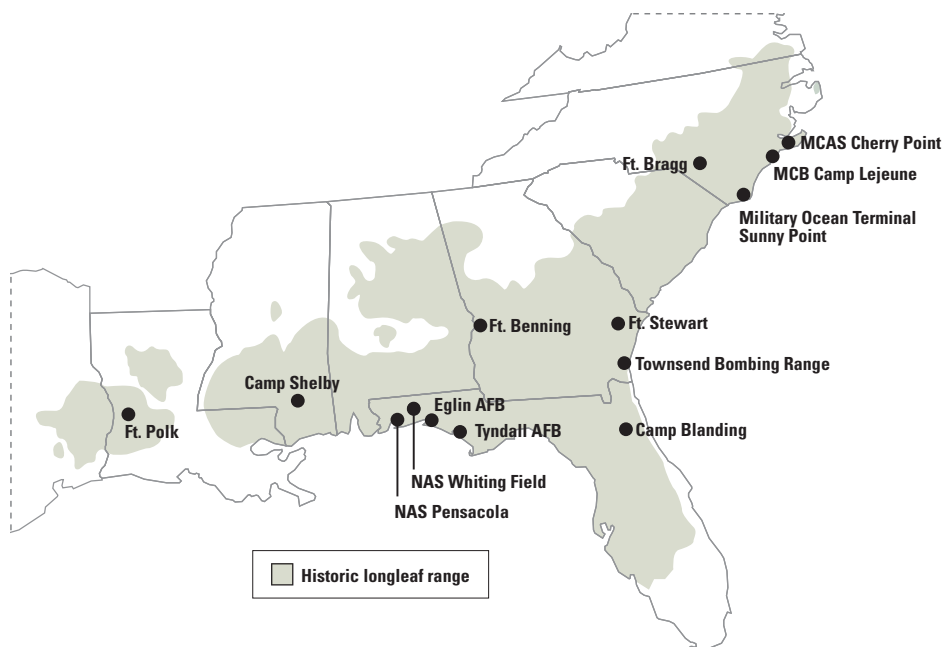 MCAS Cherry Point
Ft. Bragg
MCB Camp Lejeune
Military Ocean Terminal
Sunny Point
Ft. Benning
Ft. Stewart
Townsend Bombing Range
Camp Shelby
Eglin AFB
Ft. Polk
Tyndall AFB
Camp Blanding
NAS Whiting Field
NAS Pensacola
Historic longleaf range